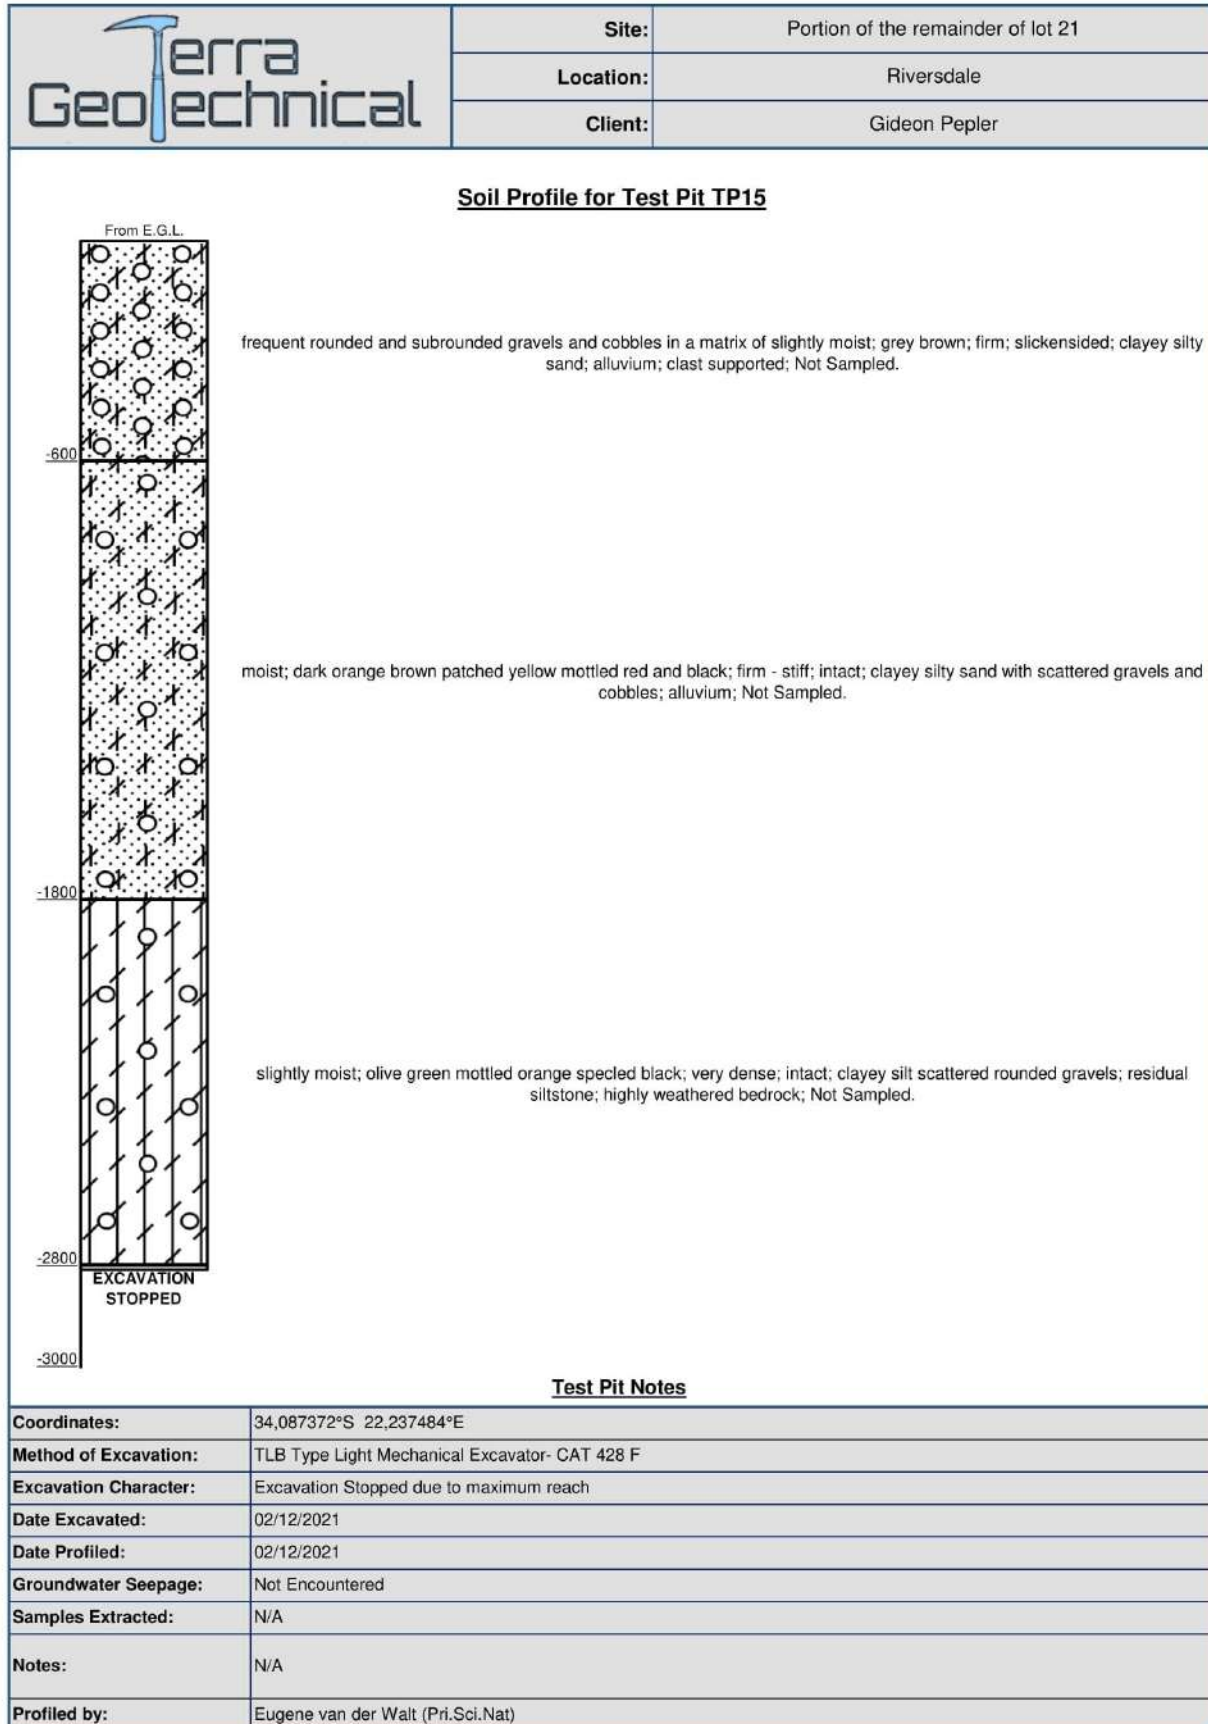 Terra
GeoTechnical
Site: Portion of the remainder of lot 21
Location: Riversdale
Client: Gideon Pepler
Soil Profile for Test Pit TP15
From E.G.L.
frequent rounded and subrounded gravels and cobbles in a matrix of slightly moist; grey brown; firm; slickensided; clayey silty
sand; alluvium; clast supported; Not Sampled.
-600
moist; dark orange brown patched yellow mottled red and black; firm - stiff; intact; clayey silty sand with scattered gravels and
cobbles; alluvium; Not Sampled.
-1800
slightly moist; olive green mottled orange specled black; very dense; intact; clayey silt scattered rounded gravels; residual
siltstone; highly weathered bedrock; Not Sampled.
-2800
EXCAVATION
STOPPED
-3000
Test Pit Notes
Coordinates: 34,087372°S 22,237484°E
Method of Excavation: TLB Type Light Mechanical Excavator- CAT 428 F
Excavation Character: Excavation Stopped due to maximum reach
Date Excavated: 02/12/2021
Date Profiled: 02/12/2021
Groundwater Seepage: Not Encountered
Samples Extracted: N/A
Notes: N/A
Profiled by: Eugene van der Walt (Pri.Sci.Nat)